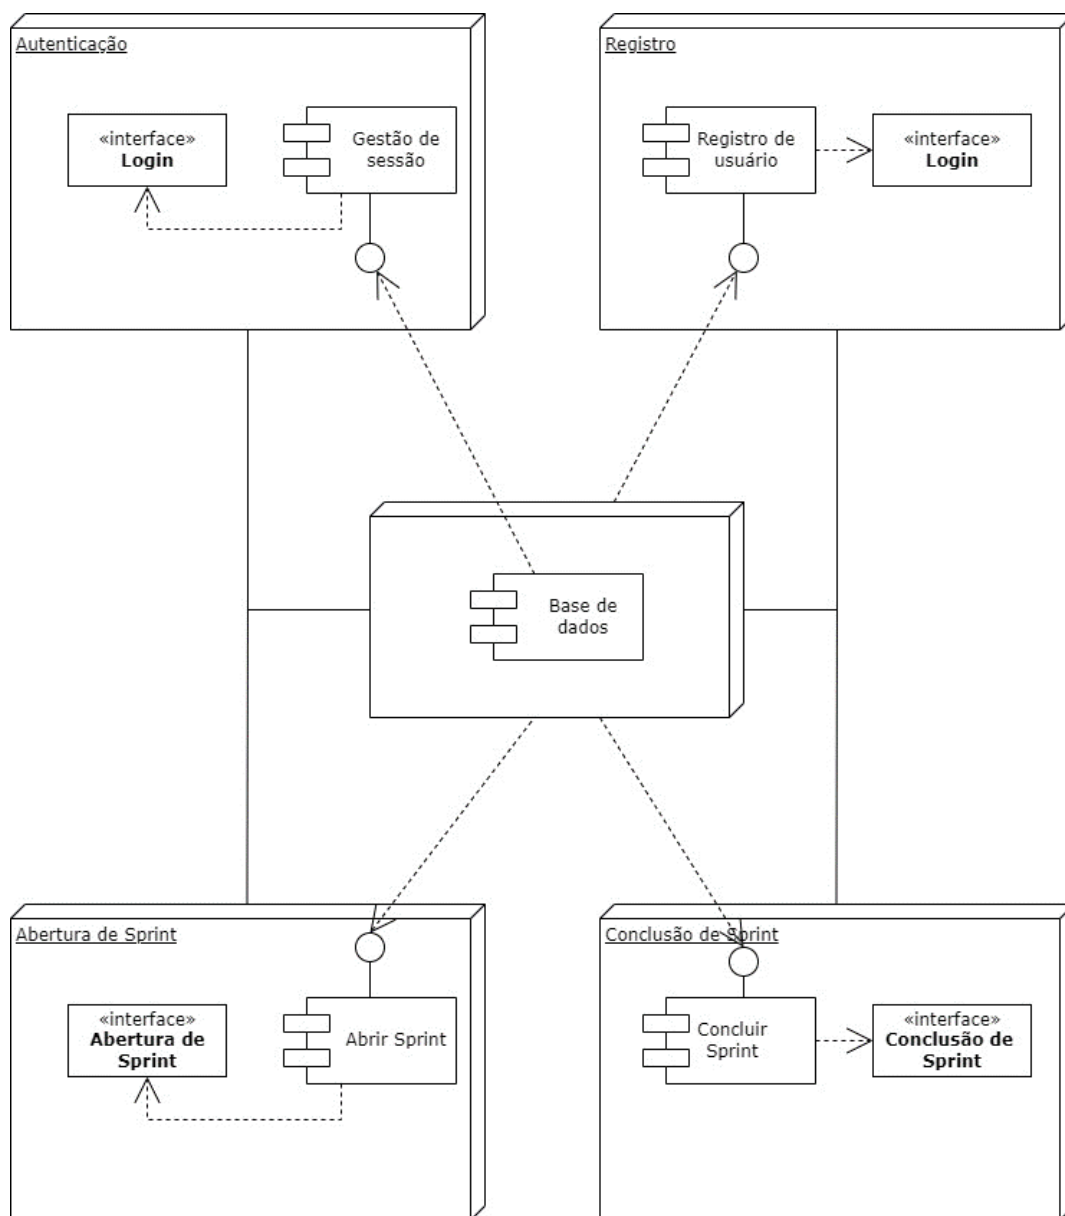 Autenticação
«interface»
Login
Gestão de
sessão
Registro
Registro de
usuário
«interface»
Login
Base de
dados
Abertura de Sprint
«interface»
Abertura de
Sprint
Abrir Sprint
Conclusão de Sprint
Concluir
Sprint
«interface»
Conclusão de
Sprint